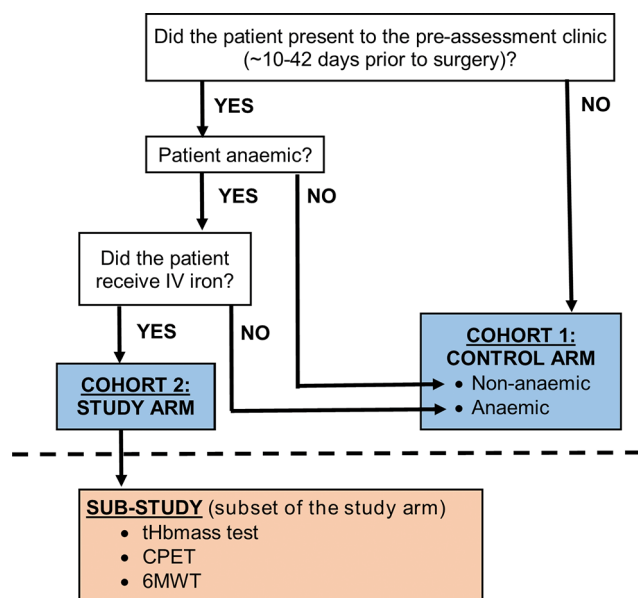 Did the patient present to the pre-assessment clinic
(~10-42 days prior to surgery)?
YES
NO
Patient anaemic?
YES
NO
Did the patient
receive IV iron?
YES
NO
COHORT 1:
CONTROL ARM
• Non-anaemic
• Anaemic
COHORT 2:
STUDY ARM
SUB-STUDY (subset of the study arm)
• tHbmass test
• CPET
• 6MWT